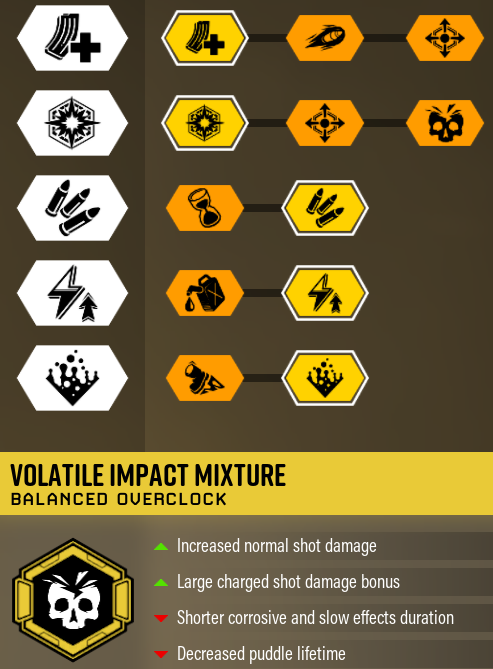 VOLATILE IMPACT MIXTURE
BALANCED OVERCLOCK
Increased normal shot damage
Large charged shot damage bonus
Shorter corrosive and slow effects duration
Decreased puddle lifetime